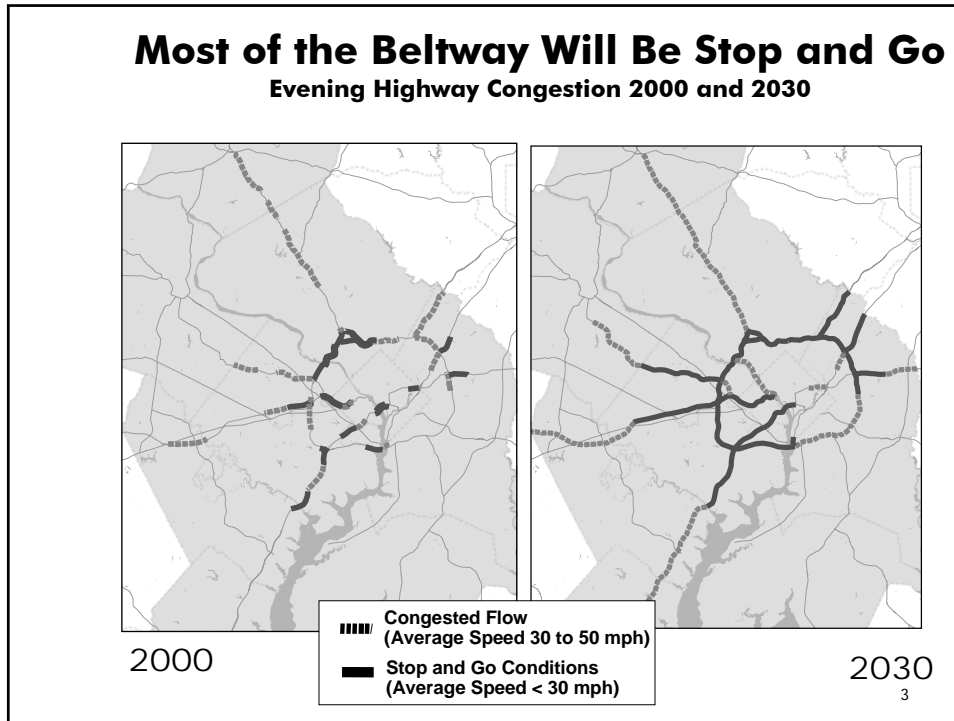 Most of the Beltway Will Be Stop and Go
Evening Highway Congestion 2000 and 2030
Congested Flow
(Average Speed 30 to 50 mph)
Stop and Go Conditions
(Average Speed < 30 mph)
2000
2030
3